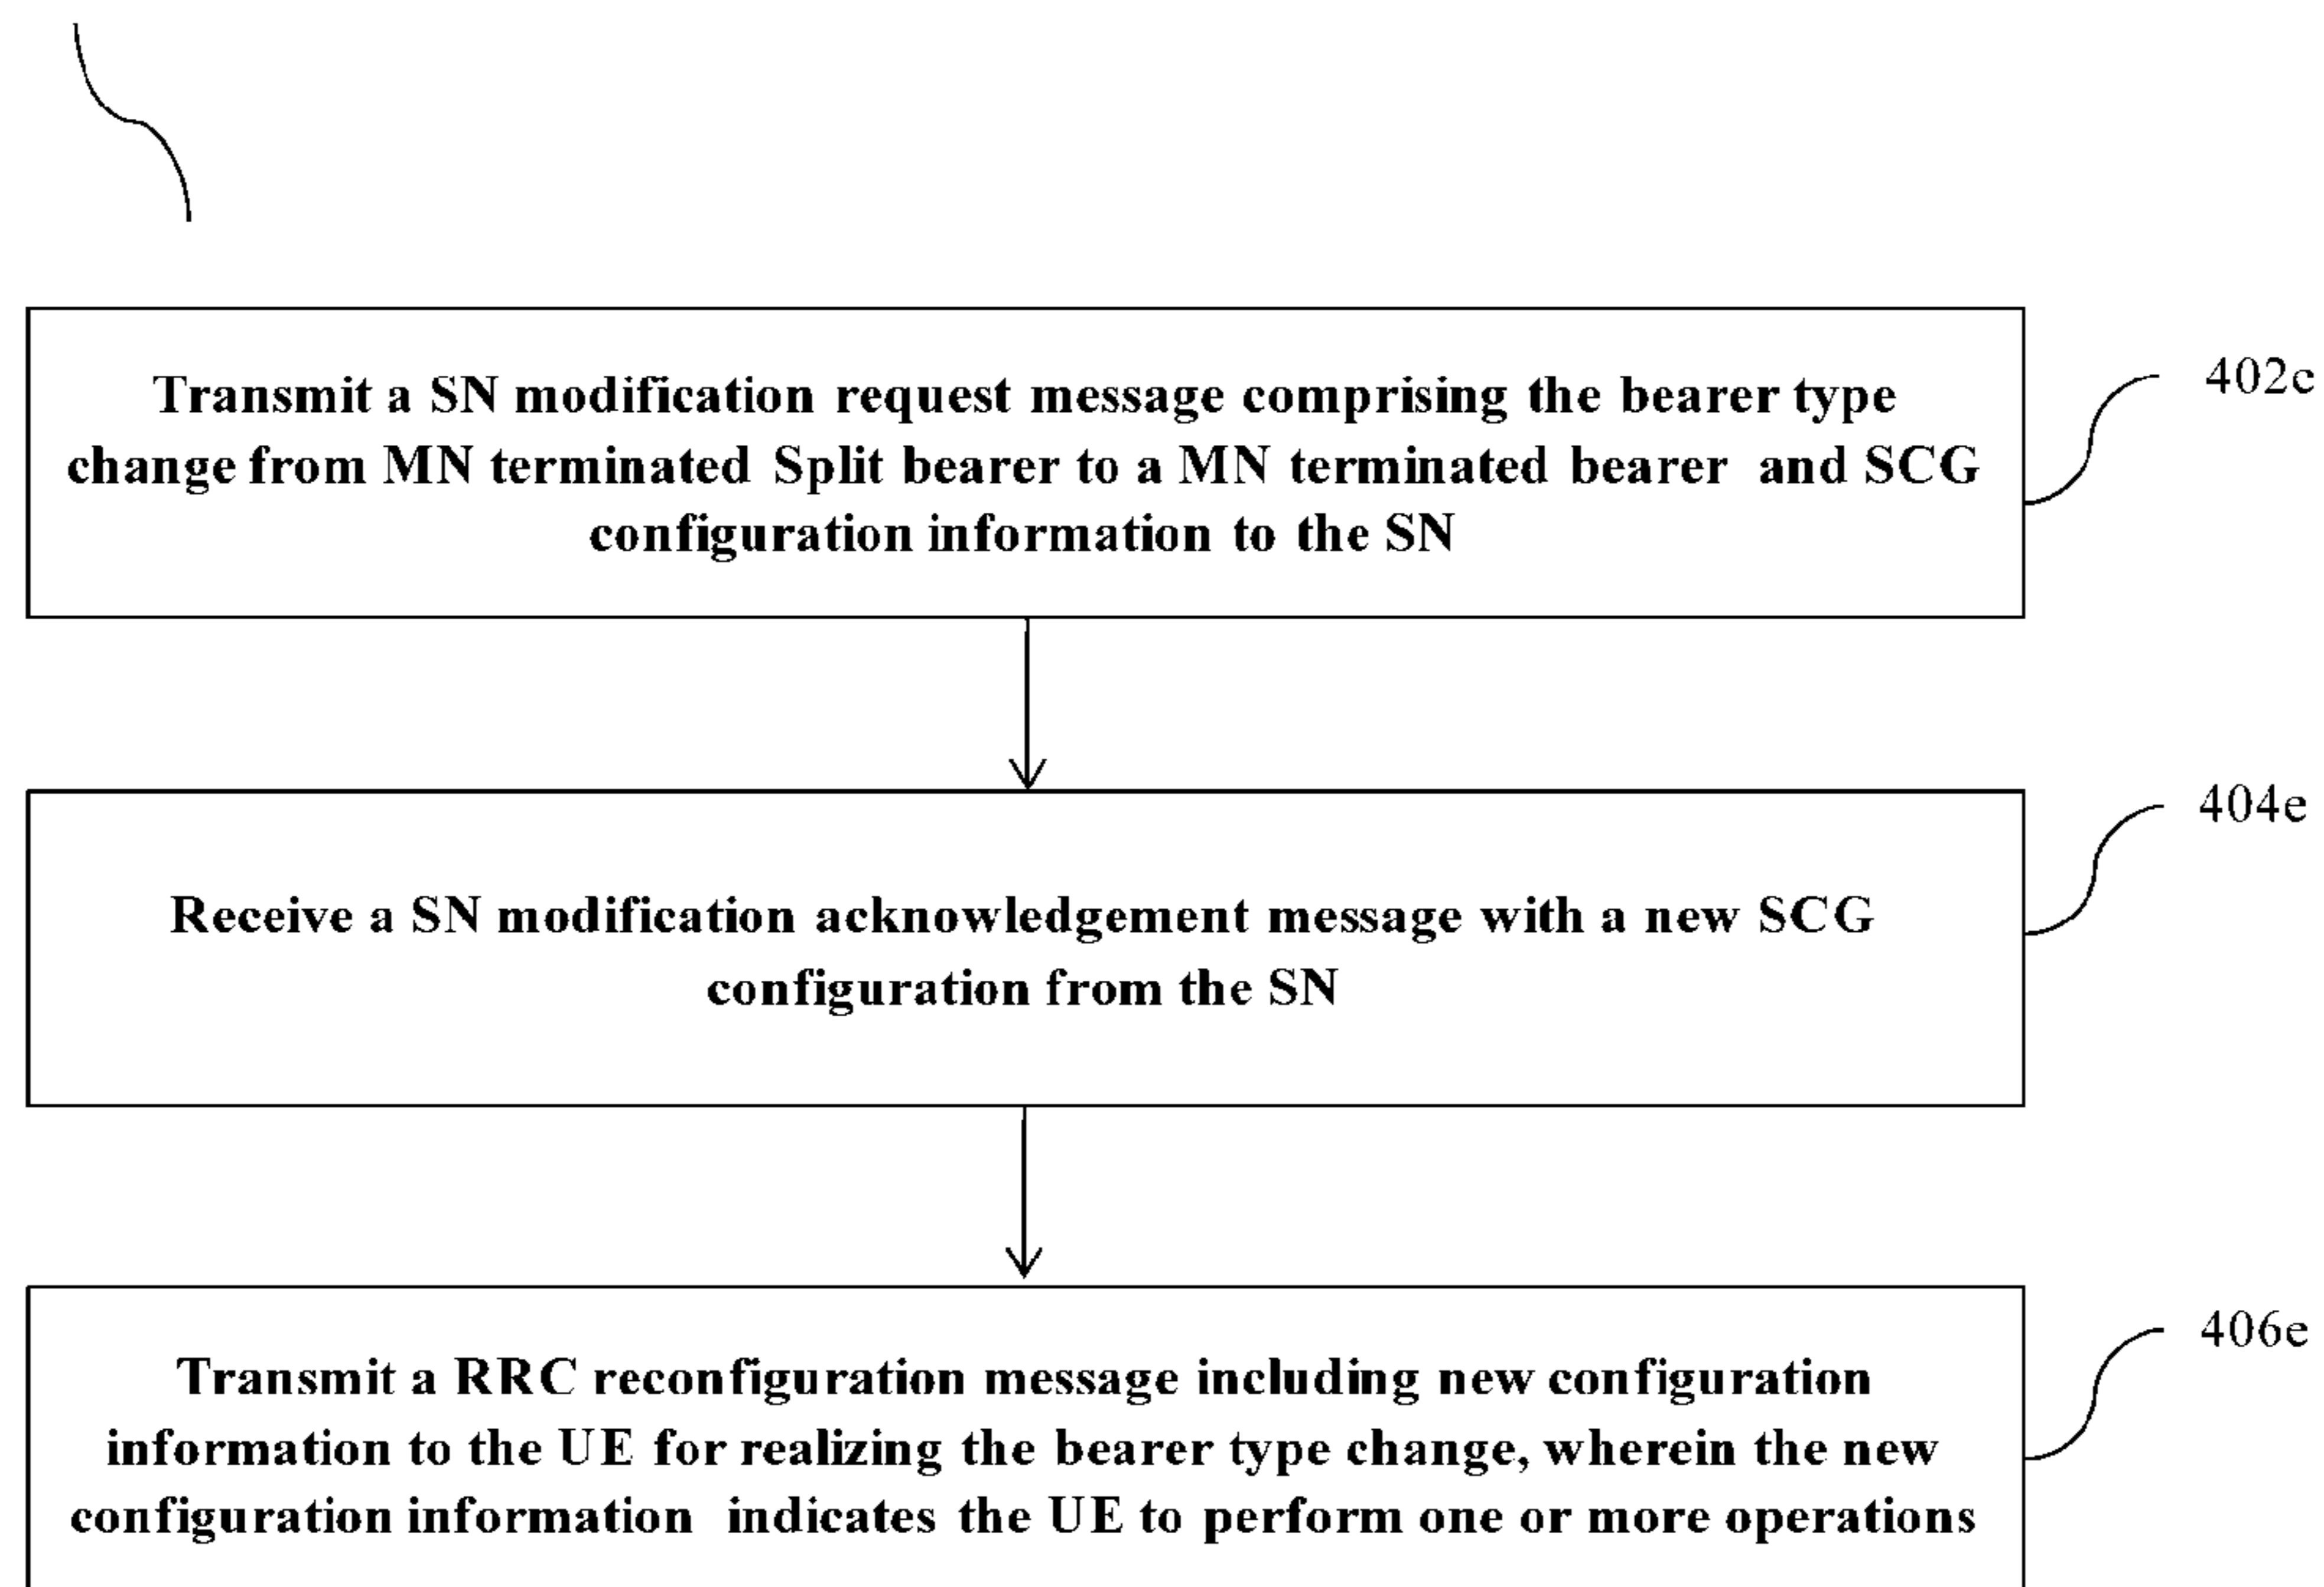 Transmit a SN modification request message comprising the bearer type
change from MN terminated Split bearer to a MN terminated bearer and SCG
configuration information to the SN
402c
404e
Receive a SN modification acknowledgement message with a new SCG
configuration from the SN
406e
Transmit a RRC reconfiguration message including new configuration
information to the UE for realizing the bearer type change, wherein the new
configuration information indicates the UE to perform one or more operations